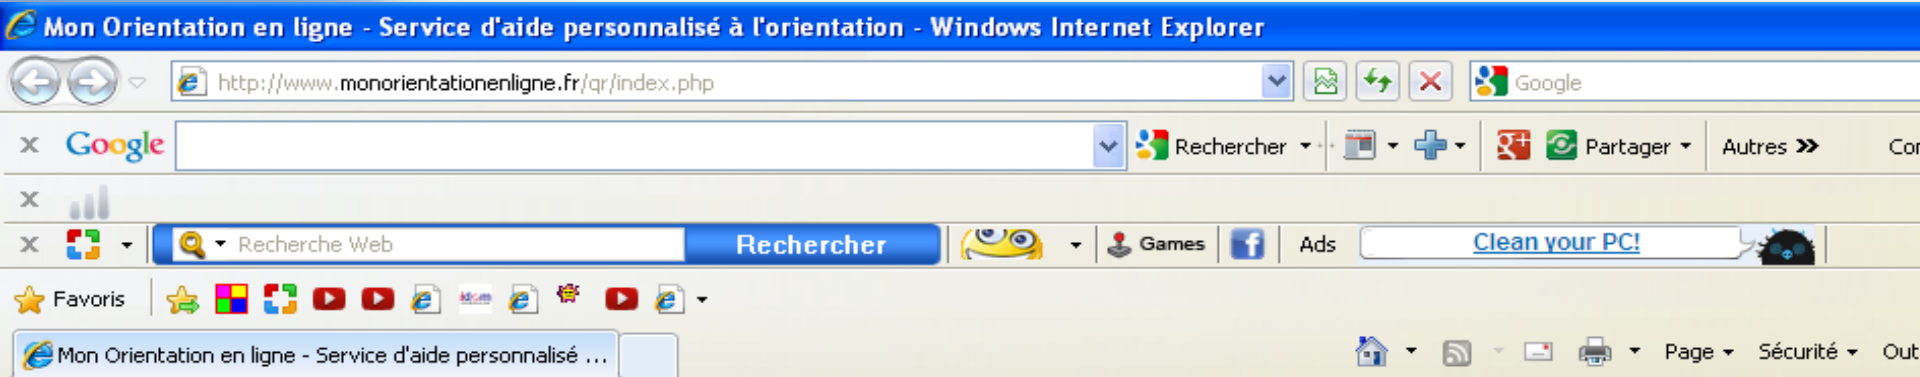 Mon Orientation en ligne - Service d'aide personnalisé à l'orientation - Windows Internet Explorer
http://www.monorientationenligne.fr/qr/index.php Google
Google Rechercher Partager Autres Cor
Recherche Web Rechercher Games Ads Clean your PC!
Favoris
Mon Orientation en ligne - Service d'aide personnalisé ... Page Sécurité Out